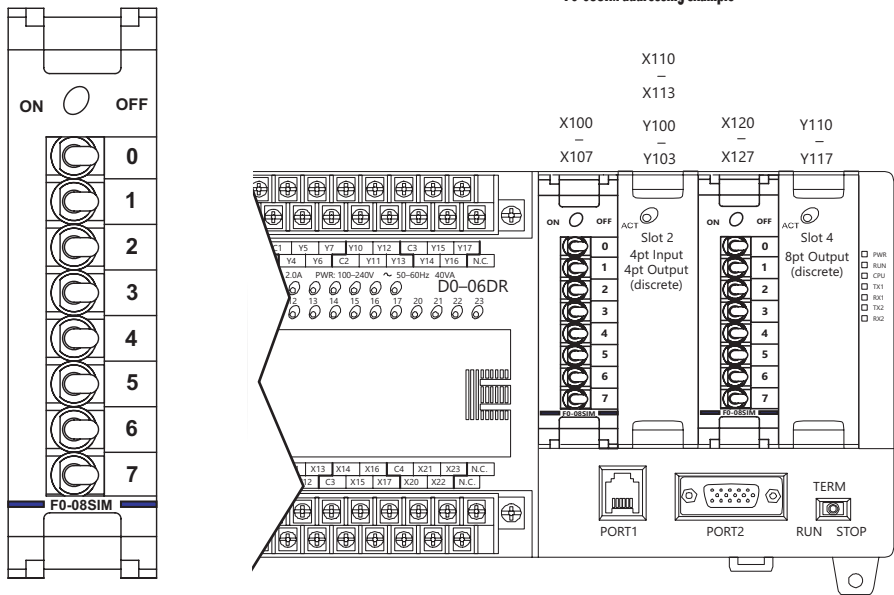 F0-08SIM addressing example
ON OFF
0
1
2
3
4
5
6
7
F0-08SIM
X110
–
X113
X100
–
X107
Y100
–
Y103
X120
–
X127
Y110
–
Y117
C1 Y5 Y7 Y10 Y12 C3 Y15 Y17
Y4 Y6 C2 Y11 Y13 Y14 Y16 N.C.
2.0A PWR: 100–240V ~ 50–60Hz 40VA
D0–06DR
12 13 14 15 16 17 20 21 22 23
X13 X14 X16 C4 X21 X23 N.C.
12 C3 X15 X17 X20 X22 N.C.
ON OFF
0
1
2
3
4
5
6
7
F0-08SIM
ACT
Slot 2
4pt Input
4pt Output
(discrete)
ON OFF
0
1
2
3
4
5
6
7
F0-08SIM
ACT
Slot 4
8pt Output
(discrete)
PWR
RUN
CPU
TX1
RX1
TX2
RX2
PORT1
PORT2
TERM
RUN STOP